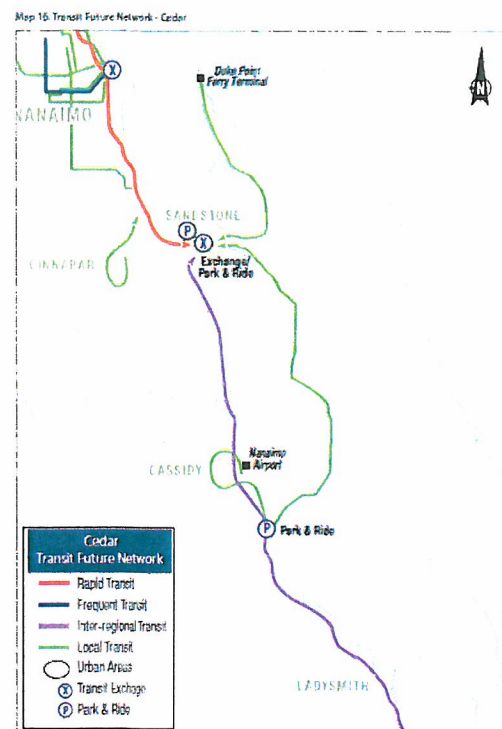 Map 16: Transit Future Network - Cedar
X
Duke Point
Ferry Terminal
N
NANAIMO
SANDSTONE
P
X
Exchange/
Park & Ride
CINNABAR
Nanaimo
Airport
CASSIDY
P
Park & Ride
Cedar
Transit Future Network
Rapid Transit
Frequent Transit
Inter-regional Transit
Local Transit
Urban Areas
X
Transit Exchage
P
Park & Ride
LADYSMITH